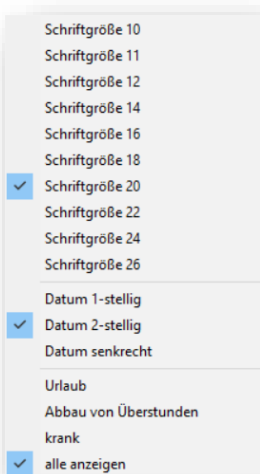 Schriftgröße 10
Schriftgröße 11
Schriftgröße 12
Schriftgröße 14
Schriftgröße 16
Schriftgröße 18
Schriftgröße 20
Schriftgröße 22
Schriftgröße 24
Schriftgröße 26
Datum 1-stellig
Datum 2-stellig
Datum senkrecht
Urlaub
Abbau von Überstunden
krank
alle anzeigen